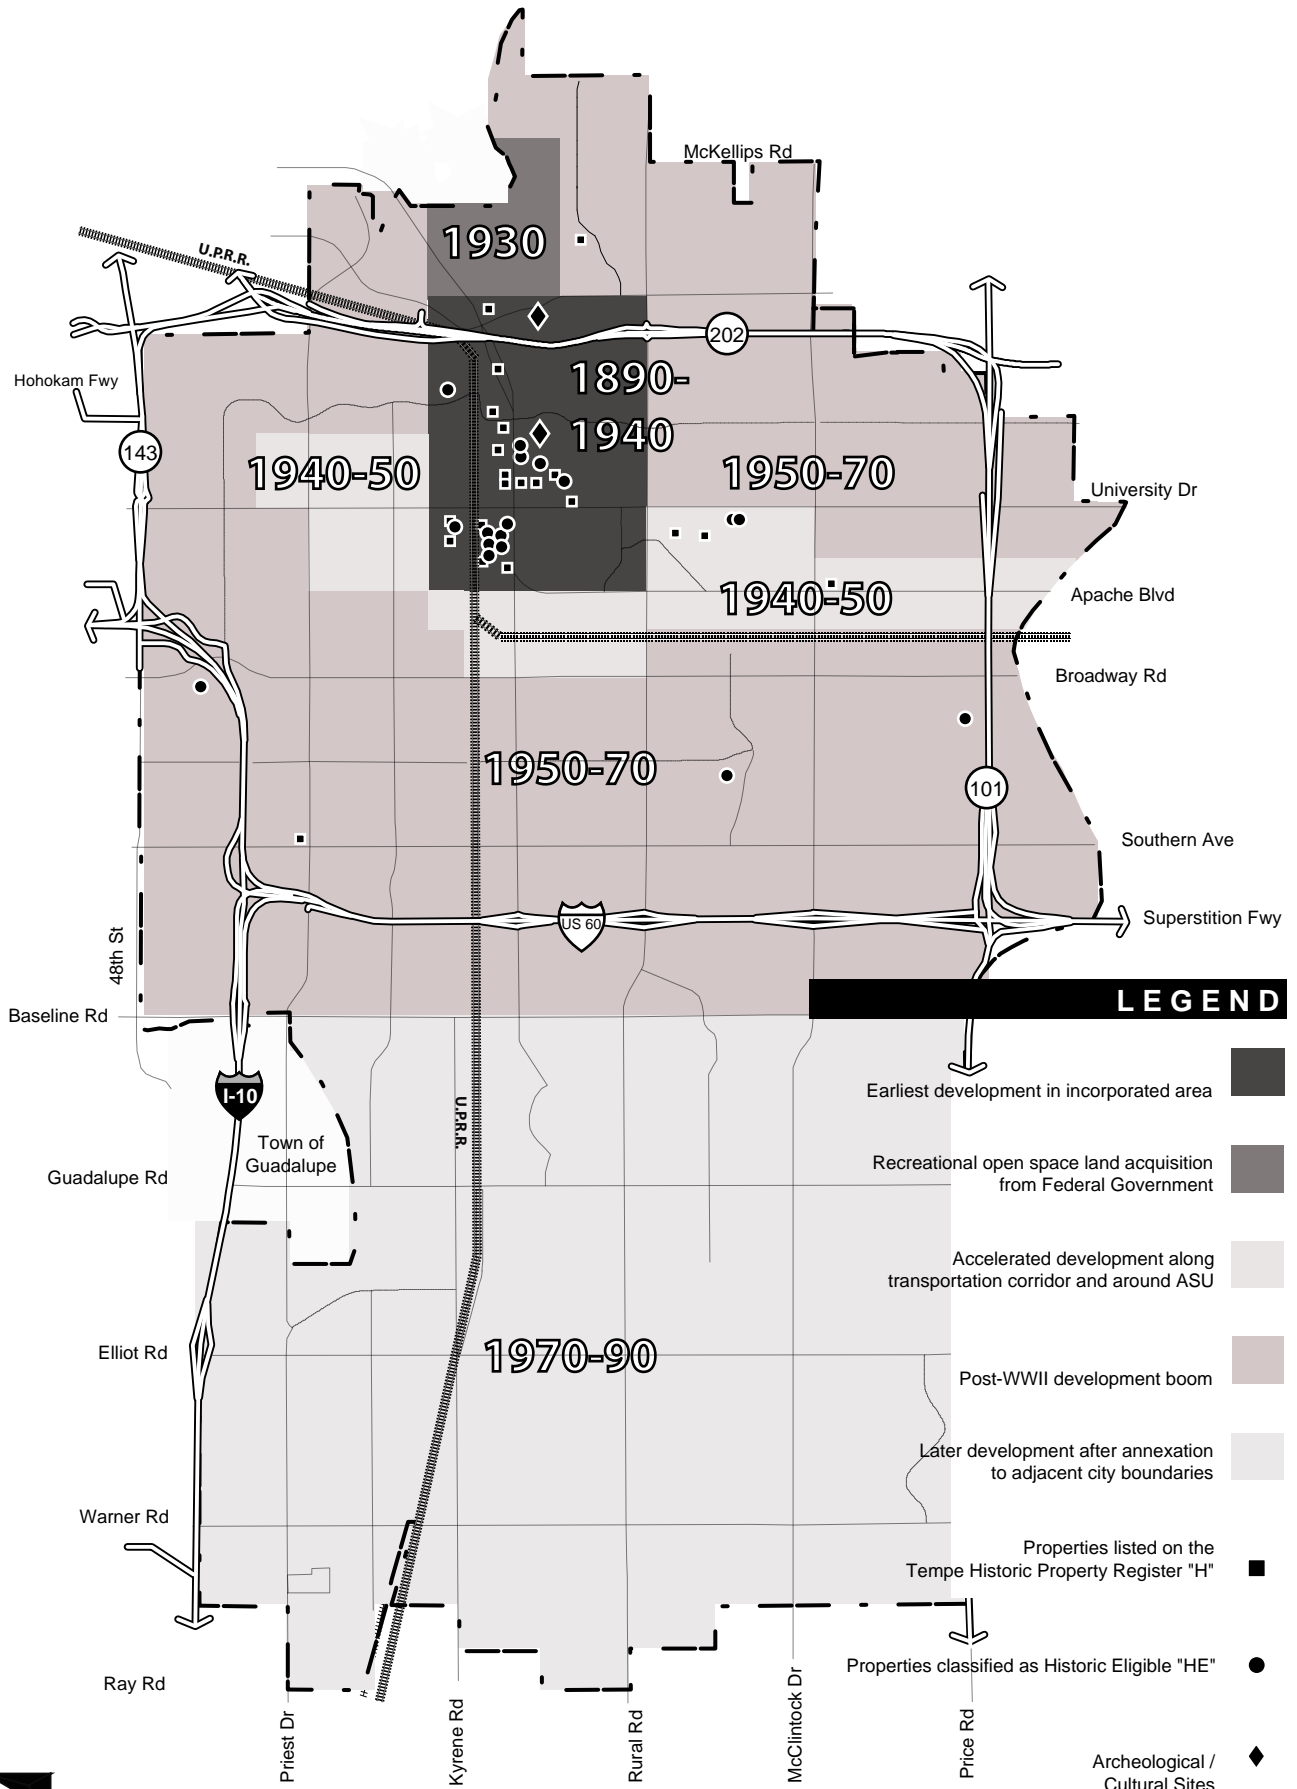 McKellips Rd
1930
U.P.R.R.
202
Hohokam Fwy
1890-
1940
143
1940-50
1950-70
University Dr
1940-50
Apache Blvd
Broadway Rd
1950-70
101
Southern Ave
US 60
Superstition Fwy
48th St
LEGEND
Baseline Rd
I-10
Earliest development in incorporated area
U.P.R.R.
Town of
Guadalupe
Guadalupe Rd
Recreational open space land acquisition
from Federal Government
Accelerated development along
transportation corridor and around ASU
Elliot Rd
1970-90
Post-WWII development boom
Later development after annexation
to adjacent city boundaries
Warner Rd
Properties listed on the
Tempe Historic Property Register "H"
Ray Rd
Properties classified as Historic Eligible "HE"
Priest Dr
Kyrene Rd
Rural Rd
McClintock Dr
Price Rd
Archeological /
Cultural Sites